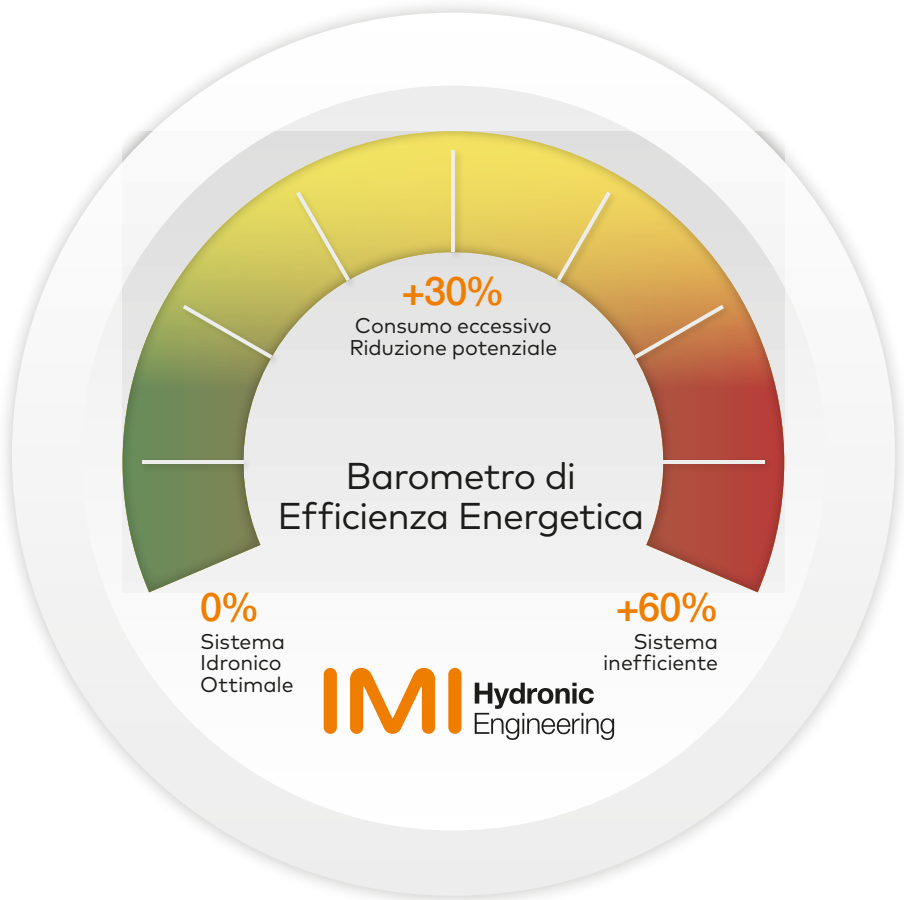 +30%
Consumo eccessivo
Riduzione potenziale
Barometro di
Efficienza Energetica
0%
Sistema
Idronico
Ottimale
+60%
Sistema
inefficiente
IMI Hydronic
Engineering